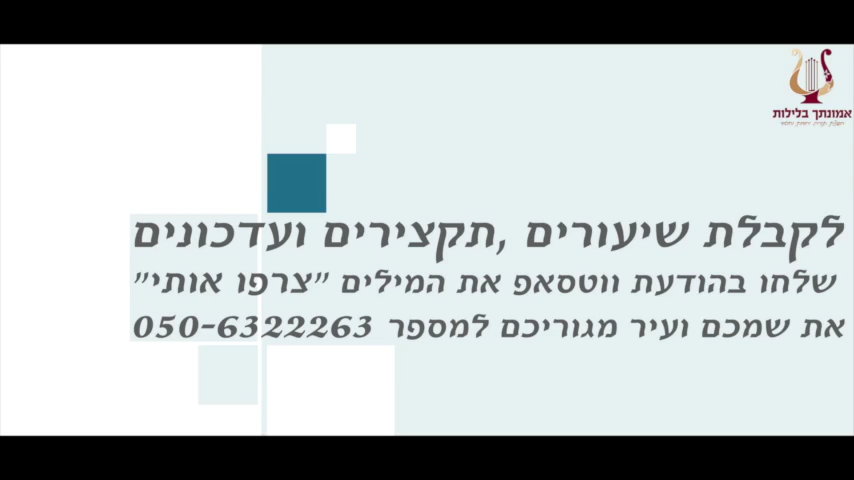 אמונתך בלילות
לקבלת שיעורים ,תקצירים ועדכונים
שלחו בהודעת ווטסאפ את המילים "צרפו אותי"
את שמכם ועיר מגוריכם למספר 050-6322263